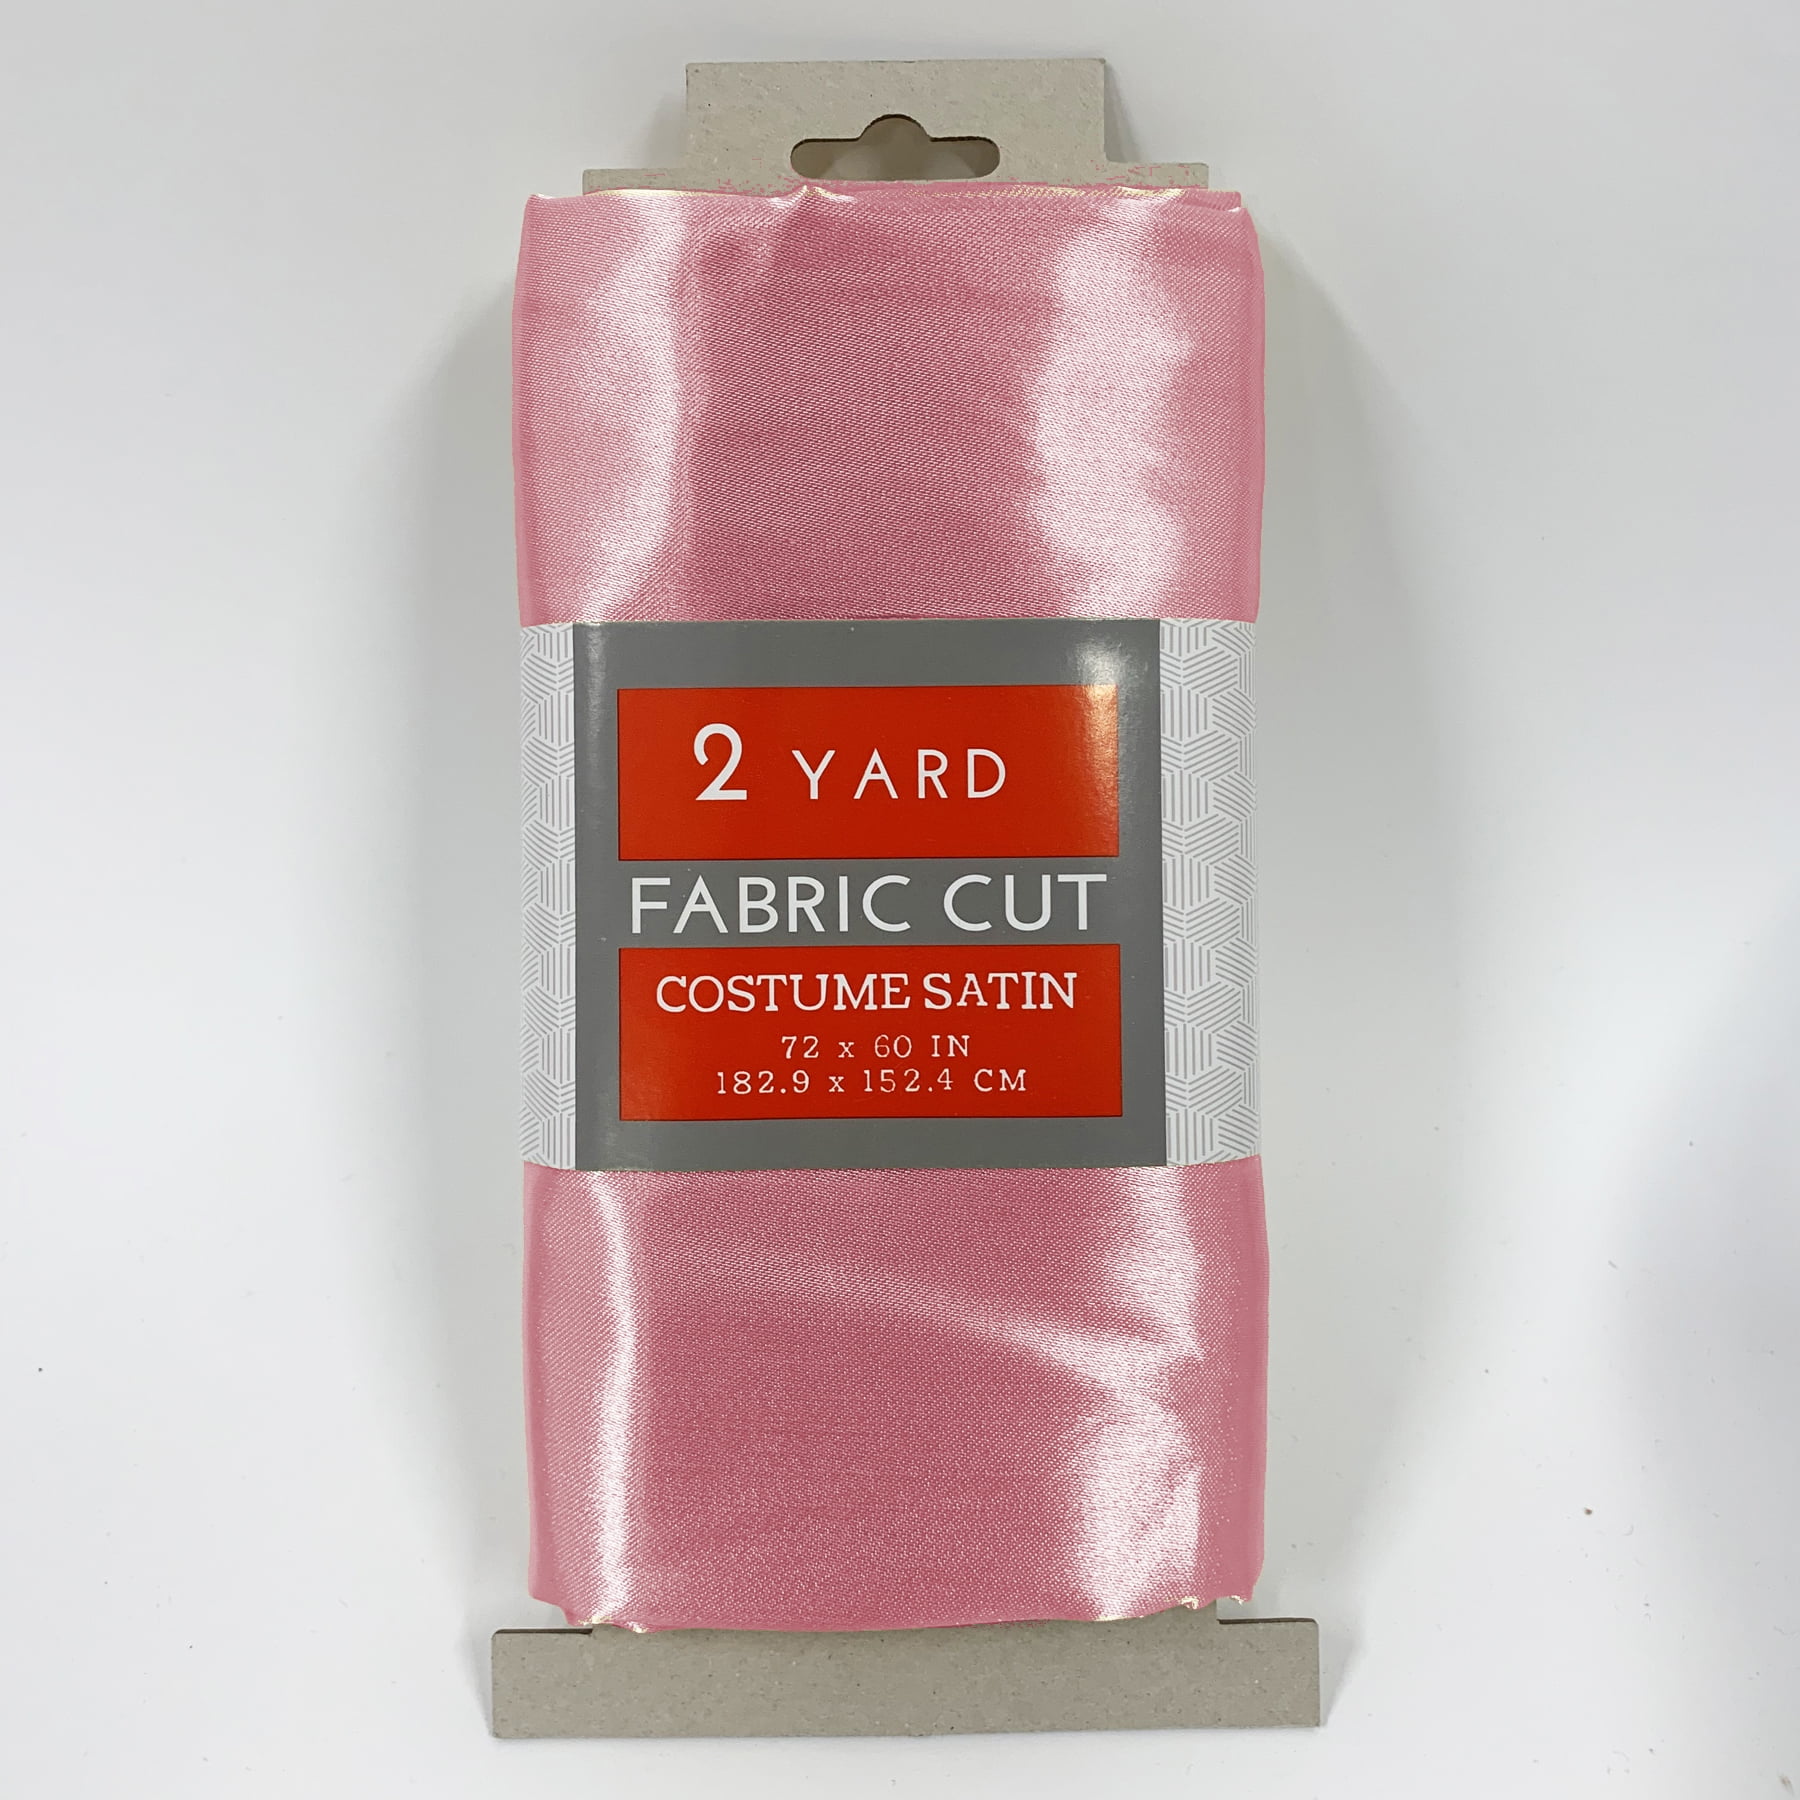 2 YARD
FABRIC CUT
COSTUME SATIN
72 x 60 IN
182.9 x 152.4 CM